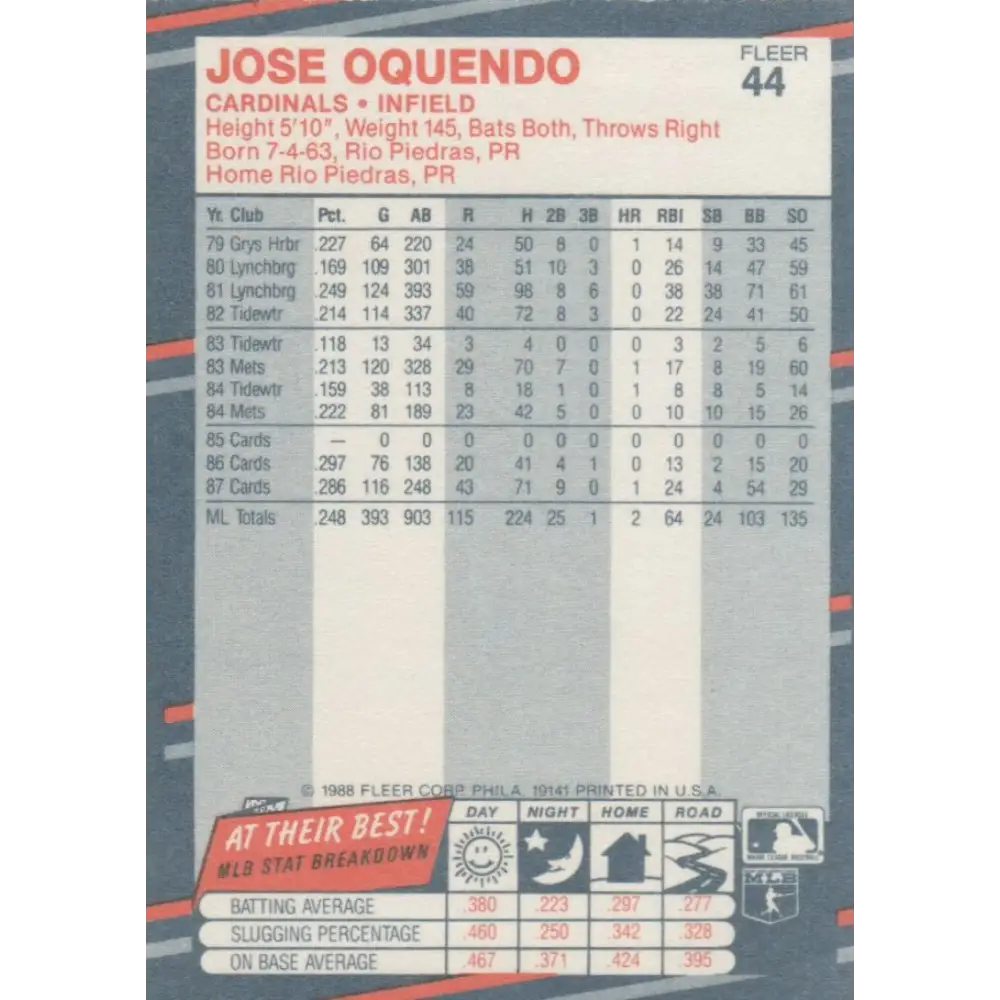 JOSE OQUENDO
FLEER
44
CARDINALS • INFIELD
Height 5'10", Weight 145, Bats Both, Throws Right
Born 7-4-63, Rio Piedras, PR
Home Rio Piedras, PR
Yr. Club Pct. G AB R H 2B 3B HR RBI SB BB SO
79 Grys Hrbr .227 64 220 24 50 8 0 1 14 9 33 45
80 Lynchbrg .169 109 301 38 51 10 3 0 26 14 47 59
81 Lynchbrg .249 124 393 59 98 8 6 0 38 38 71 61
82 Tidewtr .214 114 337 40 72 8 3 0 22 24 41 50
83 Tidewtr .118 13 34 3 4 0 0 0 3 2 5 6
83 Mets .213 120 328 29 70 7 0 1 17 8 19 60
84 Tidewtr .159 38 113 8 18 1 0 1 8 8 5 14
84 Mets .222 81 189 23 42 5 0 0 10 10 15 26
85 Cards — 0 0 0 0 0 0 0 0 0 0 0
86 Cards .297 76 138 20 41 4 1 0 13 2 15 20
87 Cards .286 116 248 43 71 9 0 1 24 4 54 29
ML Totals .248 393 903 115 224 25 1 2 64 24 103 135
© 1988 FLEER CORP. PHILA. 19141 PRINTED IN U.S.A.
AT THEIR BEST!
MLB STAT BREAKDOWN
DAY NIGHT HOME ROAD
MLB
BATTING AVERAGE .380 .223 .297 .277
SLUGGING PERCENTAGE .460 .250 .342 .328
ON BASE AVERAGE .467 .371 .424 .395